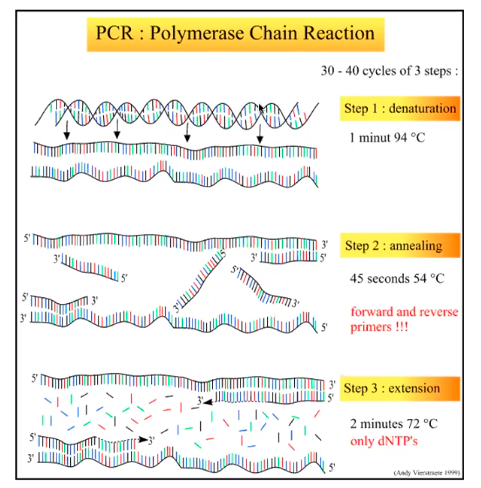 PCR : Polymerase Chain Reaction
30 - 40 cycles of 3 steps :
Step 1 : denaturation
1 minut 94 °C
5'
3'
3'
5'
3'
5'
5'
3'
5'
3'
5'
3'
3'
5'
Step 2 : annealing
45 seconds 54 °C
forward and reverse
primers !!!
5'
3'
3'
5'
5'
3'
3'
5'
Step 3 : extension
2 minutes 72 °C
only dNTP's
(Andy Vierstraete 1999)